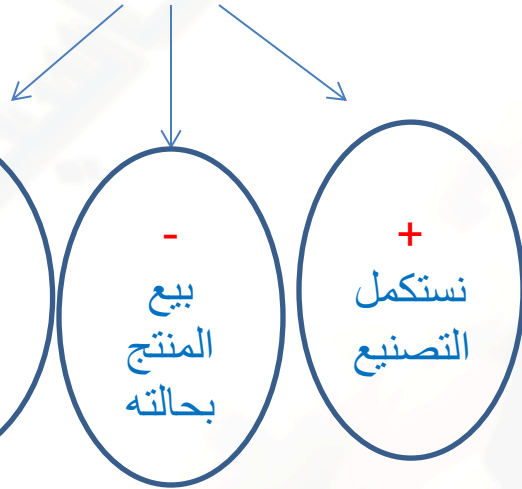 +
نستكمل
التصنيع
-
بيع
المنتج
بحالته